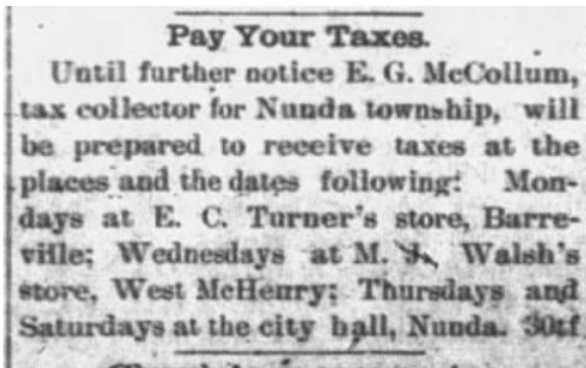 Pay Your Taxes.
Until further notice E. G. McCollum,
tax collector for Nunda township, will
be prepared to receive taxes at the
places and the dates following: Mon-
days at E. C. Turner's store, Barre-
ville; Wednesdays at M. J. Walsh's
store, West McHenry; Thursdays and
Saturdays at the city hall, Nunda. 30tf